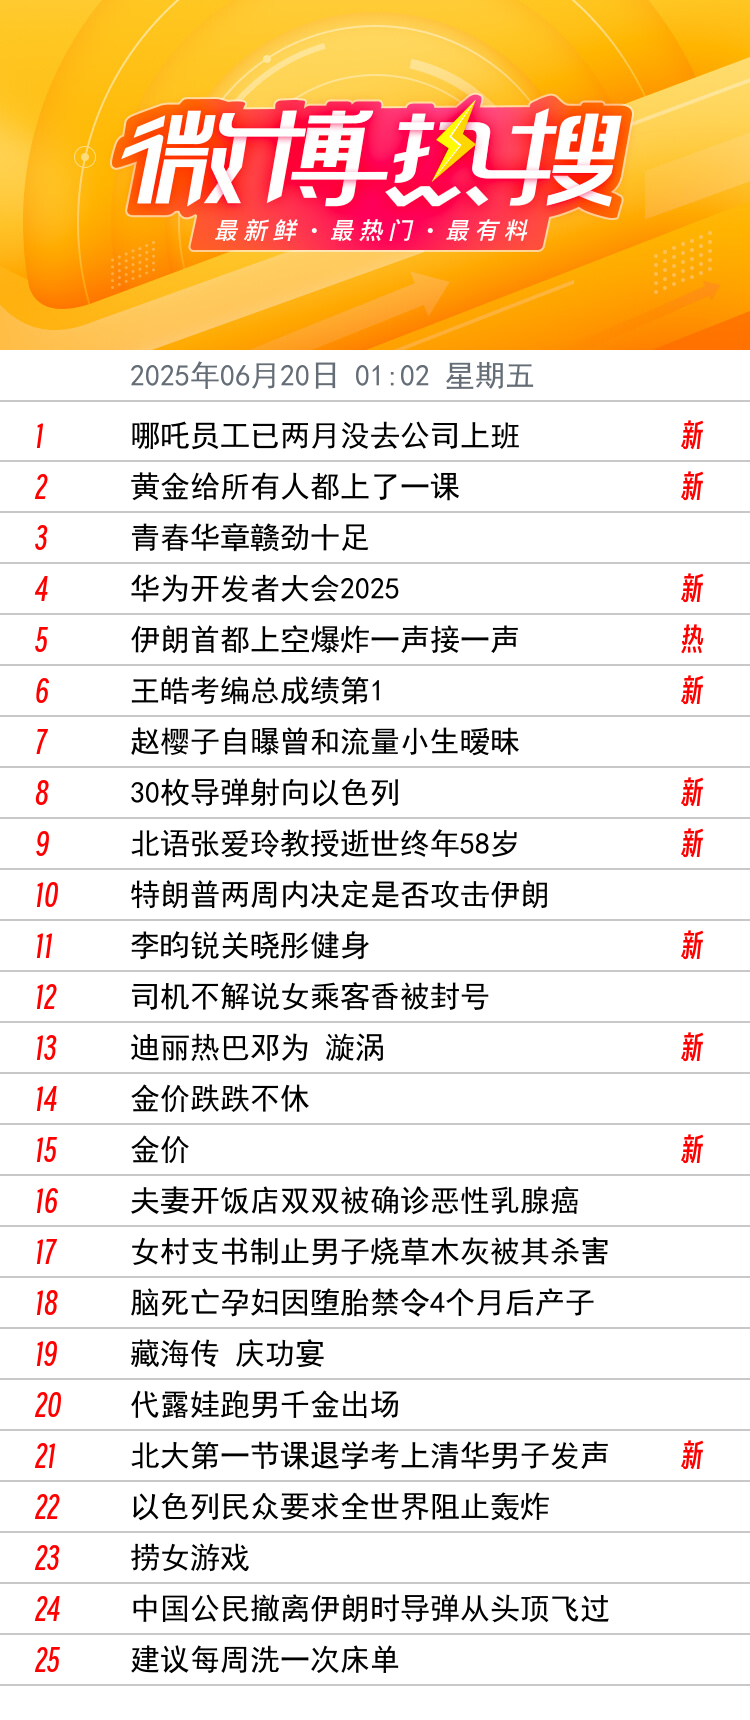 微博热搜
最新鲜·最热门·最有料
2025年06月20日 01:02 星期五
1 哪吒员工已两月没去公司上班 新
2 黄金给所有人都上了一课 新
3 青春华章赣劲十足
4 华为开发者大会2025 新
5 伊朗首都上空爆炸一声接一声 热
6 王皓考编总成绩第1 新
7 赵樱子自曝曾和流量小生暧昧
8 30枚导弹射向以色列 新
9 北语张爱玲教授逝世终年58岁 新
10 特朗普两周内决定是否攻击伊朗
11 李昀锐关晓彤健身 新
12 司机不解说女乘客香被封号
13 迪丽热巴邓为 漩涡 新
14 金价跌跌不休
15 金价 新
16 夫妻开饭店双双被确诊恶性乳腺癌
17 女村支书制止男子烧草木灰被其杀害
18 脑死亡孕妇因堕胎禁令4个月后产子
19 藏海传 庆功宴
20 代露娃跑男千金出场
21 北大第一节课退学考上清华男子发声 新
22 以色列民众要求全世界阻止轰炸
23 捞女游戏
24 中国公民撤离伊朗时导弹从头顶飞过
25 建议每周洗一次床单